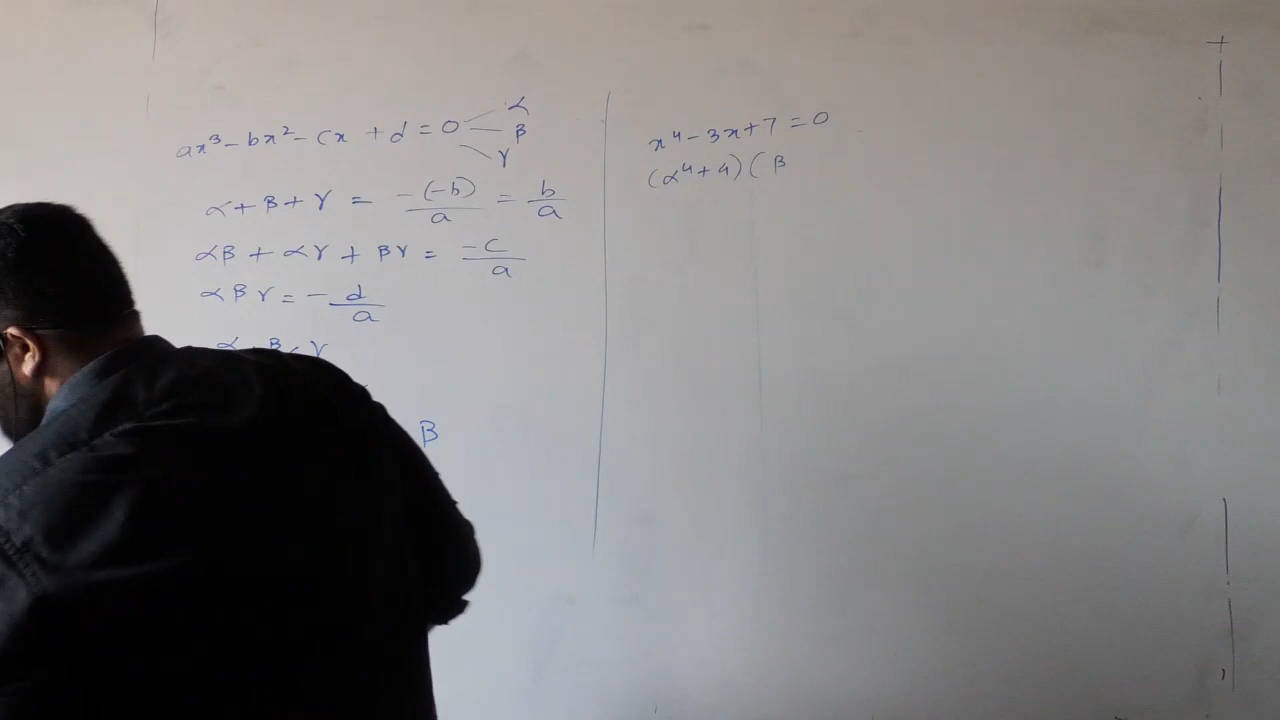 ax³ - bx² - cx + d = 0 α β γ
α + β + γ = -(-b)/a = b/a
αβ + αγ + βγ = -c/a
αβγ = - d/a
α β γ
β
x⁴ - 3x + 7 = 0
(α⁴ + 4) ( β